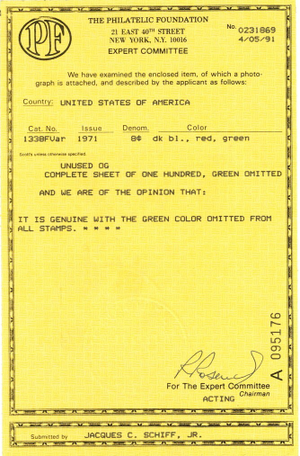 PF
THE PHILATELIC FOUNDATION
21 EAST 40TH STREET
NEW YORK, N.Y. 10016
EXPERT COMMITTEE
No. 0231869
4/05/91
We have examined the enclosed item, of which a photo-
graph is attached, and described by the applicant as follows:
Country: UNITED STATES OF AMERICA
Cat. No. Issue Denom. Color
1338FVar 1971 8¢ dk bl., red, green
Scott's unless otherwise specified
UNUSED OG
COMPLETE SHEET OF ONE HUNDRED, GREEN OMITTED
AND WE ARE OF THE OPINION THAT:
IT IS GENUINE WITH THE GREEN COLOR OMITTED FROM
ALL STAMPS. * * * *
A 095176
For The Expert Committee
Chairman
ACTING
Submitted by JACQUES C. SCHIFF, JR.